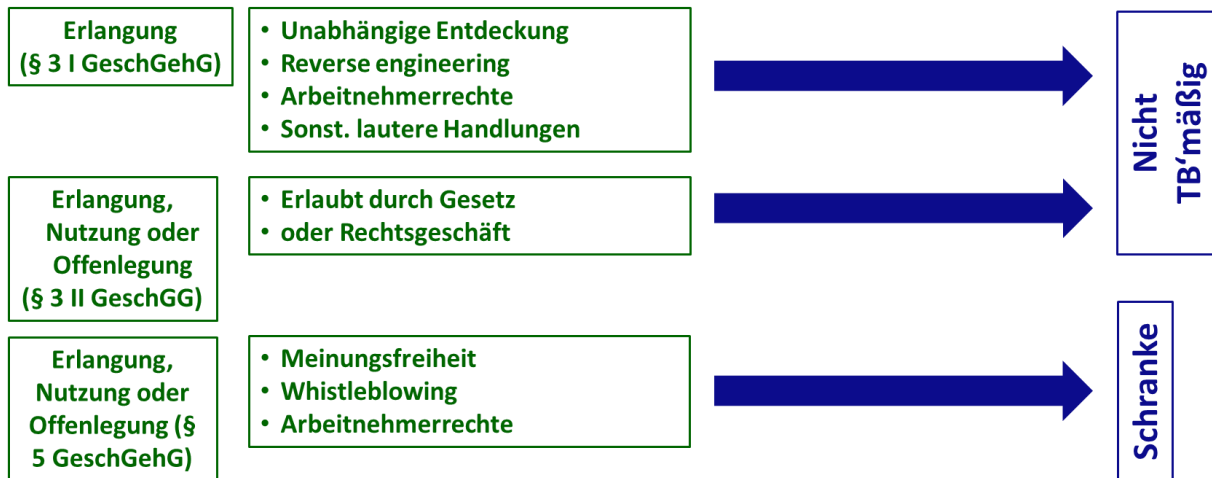 Erlangung
(§ 3 I GeschGehG)
• Unabhängige Entdeckung
• Reverse engineering
• Arbeitnehmerrechte
• Sonst. lautere Handlungen
Nicht
TB‘mäßig
Erlangung,
Nutzung oder
Offenlegung
(§ 3 II GeschGG)
• Erlaubt durch Gesetz
• oder Rechtsgeschäft
Erlangung,
Nutzung oder
Offenlegung (§
5 GeschGehG)
• Meinungsfreiheit
• Whistleblowing
• Arbeitnehmerrechte
Schranke